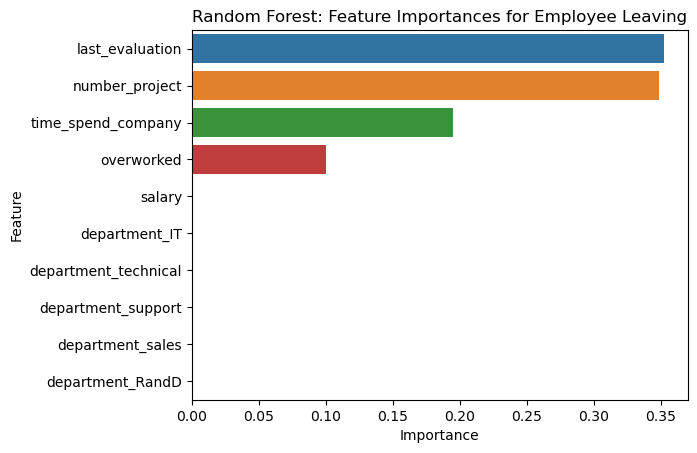 Random Forest: Feature Importances for Employee Leaving
last_evaluation
number_project
time_spend_company
overworked
salary
department_IT
department_technical
department_support
department_sales
department_RandD
Feature
0.00 0.05 0.10 0.15 0.20 0.25 0.30 0.35
Importance